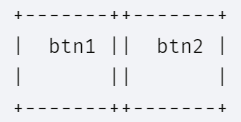 +-------++-------+
|  btn1 ||  btn2 |
|       ||       |
+-------++-------+